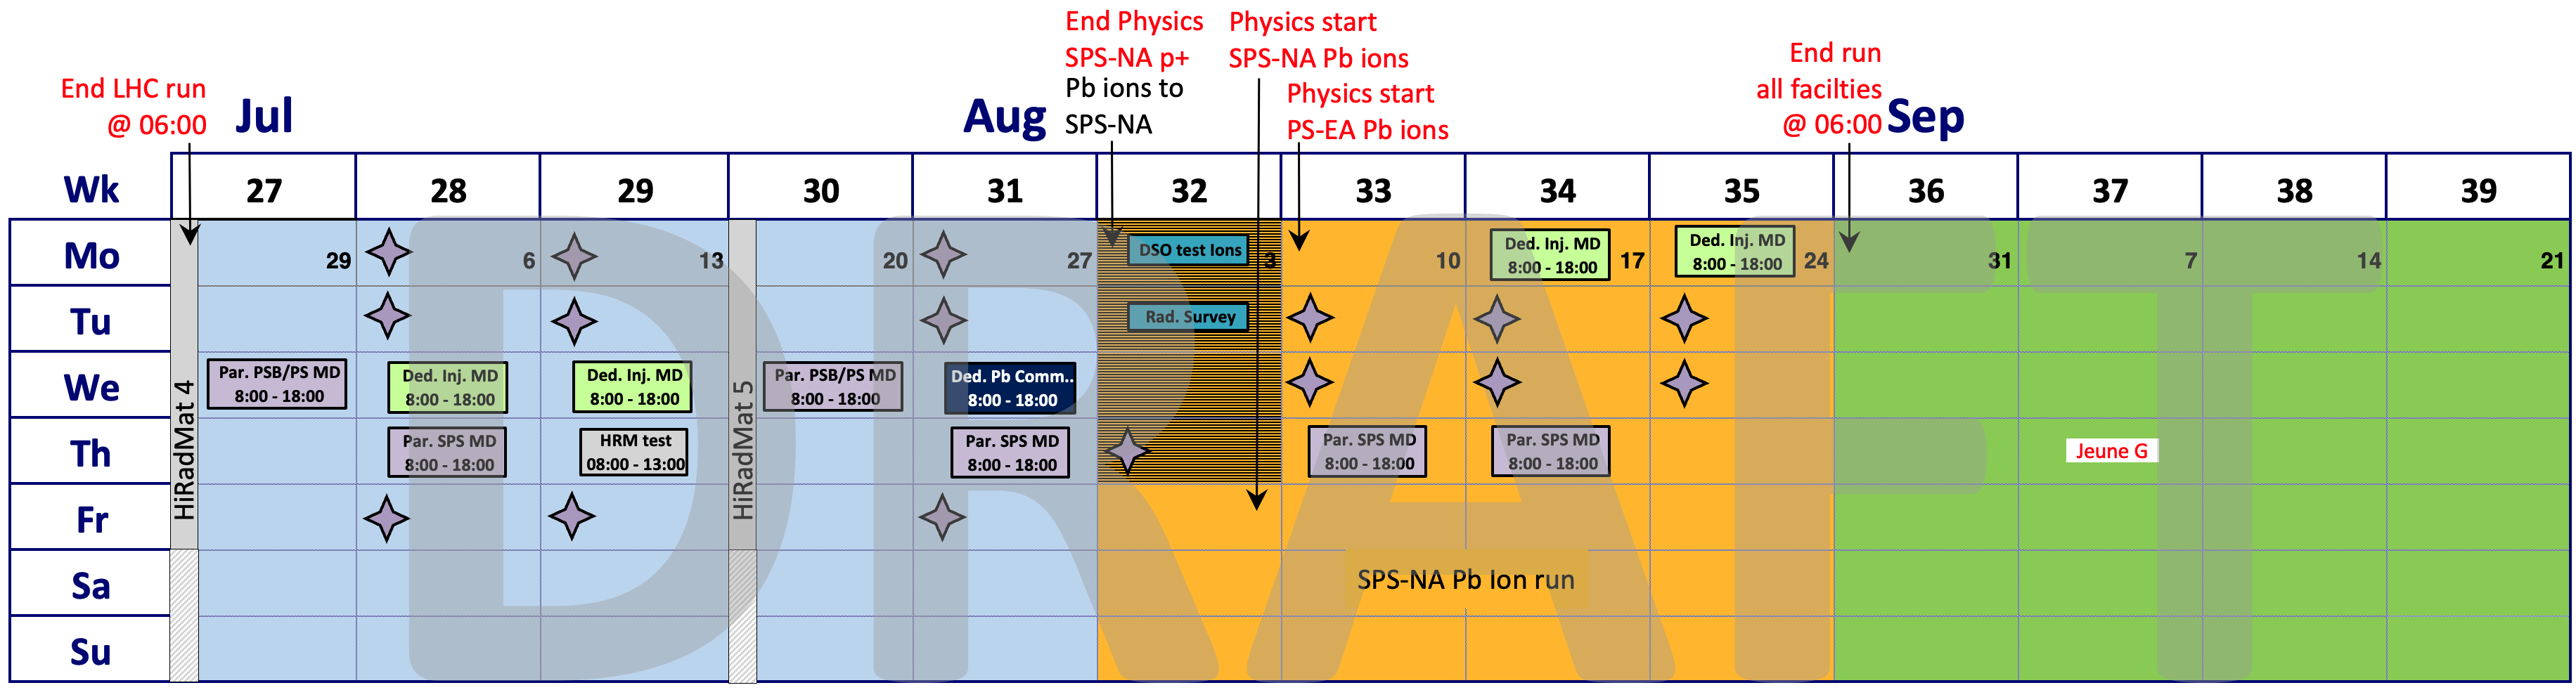 End Physics
SPS-NA p+
Pb ions to
SPS-NA
Physics start
SPS-NA Pb ions
Physics start
PS-EA Pb ions
End LHC run
@ 06:00
End run
all facilties
@ 06:00
Jul Aug Sep
Wk 27 28 29 30 31 32 33 34 35 36 37 38 39
Mo 29 6 13 20 27 3 10 17 24 31 7 14 21
DSO test Ions
Ded. Inj. MD
8:00 - 18:00
Ded. Inj. MD
8:00 - 18:00
Tu
Rad. Survey
We
Par. PSB/PS MD
8:00 - 18:00
Ded. Inj. MD
8:00 - 18:00
Ded. Inj. MD
8:00 - 18:00
Par. PSB/PS MD
8:00 - 18:00
Ded. Pb Comm..
8:00 - 18:00
Th
Par. SPS MD
8:00 - 18:00
HRM test
08:00 - 13:00
Par. SPS MD
8:00 - 18:00
Par. SPS MD
8:00 - 18:00
Par. SPS MD
8:00 - 18:00
Jeune G
HiRadMat 4
HiRadMat 5
Fr
Sa
SPS-NA Pb Ion run
Su
DRAFT